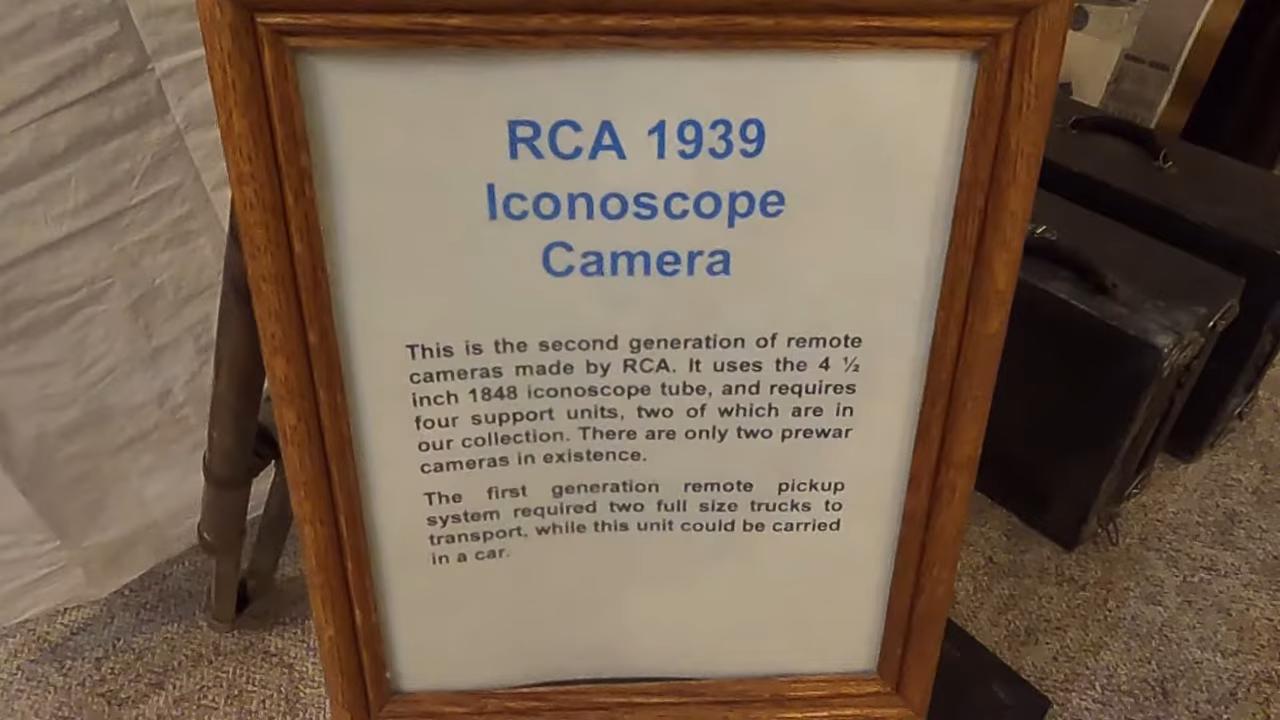 RCA 1939
Iconoscope
Camera
This is the second generation of remote
cameras made by RCA. It uses the 4 ½
inch 1848 iconoscope tube, and requires
four support units, two of which are in
our collection. There are only two prewar
cameras in existence.
The first generation remote pickup
system required two full size trucks to
transport, while this unit could be carried
in a car.